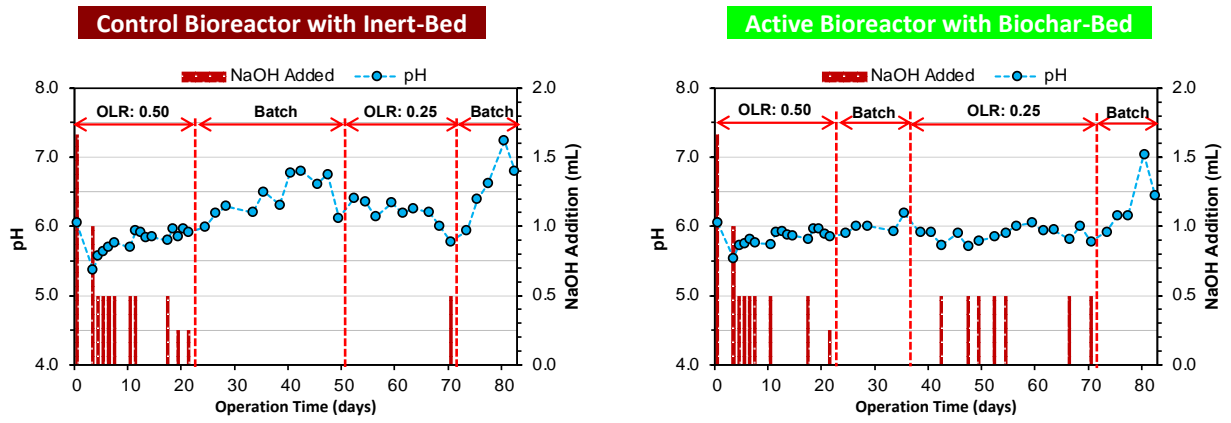 Control Bioreactor with Inert-Bed
NaOH Added pH
8.0
7.0
6.0
5.0
4.0
pH
2.0
1.5
1.0
0.5
0.0
NaOH Addition (mL)
OLR: 0.50 Batch OLR: 0.25 Batch
0 10 20 30 40 50 60 70 80
Operation Time (days)
Active Bioreactor with Biochar-Bed
NaOH Added pH
8.0
7.0
6.0
5.0
4.0
pH
2.0
1.5
1.0
0.5
0.0
NaOH Addition (mL)
OLR: 0.50 Batch OLR: 0.25 Batch
0 10 20 30 40 50 60 70 80
Operation Time (days)